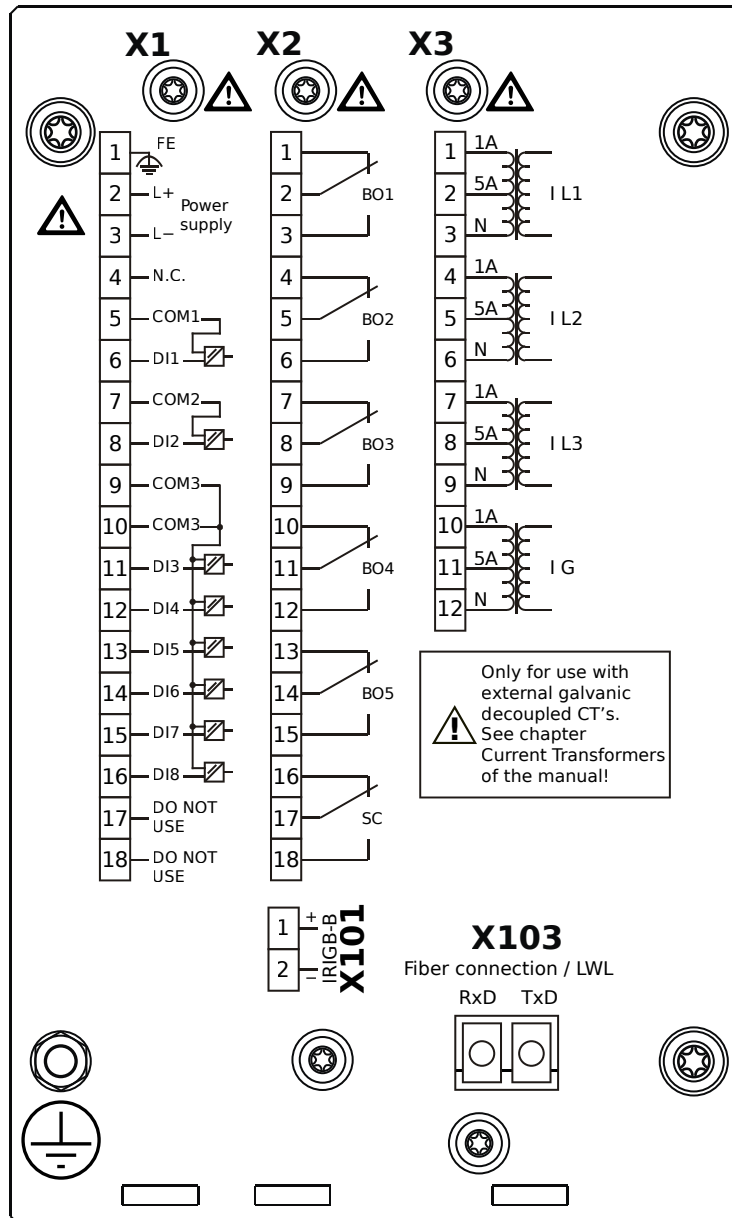 X1
X2
X3
1 FE
2 L+
Power
supply
3 L−
4 N.C.
5 COM1
6 DI1
7 COM2
8 DI2
9 COM3
10 COM3
11 DI3
12 DI4
13 DI5
14 DI6
15 DI7
16 DI8
17 DO NOT
USE
18 DO NOT
USE
1
2 BO1
3
4
5 BO2
6
7
8 BO3
9
10
11 BO4
12
13
14 BO5
15
16
17 SC
18
1 1A
2 5A I L1
3 N
4 1A
5 5A I L2
6 N
7 1A
8 5A I L3
9 N
10 1A
11 5A I G
12 N
Only for use with
external galvanic
decoupled CT's.
See chapter
Current Transformers
of the manual!
1 +
2 −
IRIGB-B
X101
X103
Fiber connection / LWL
RxD TxD